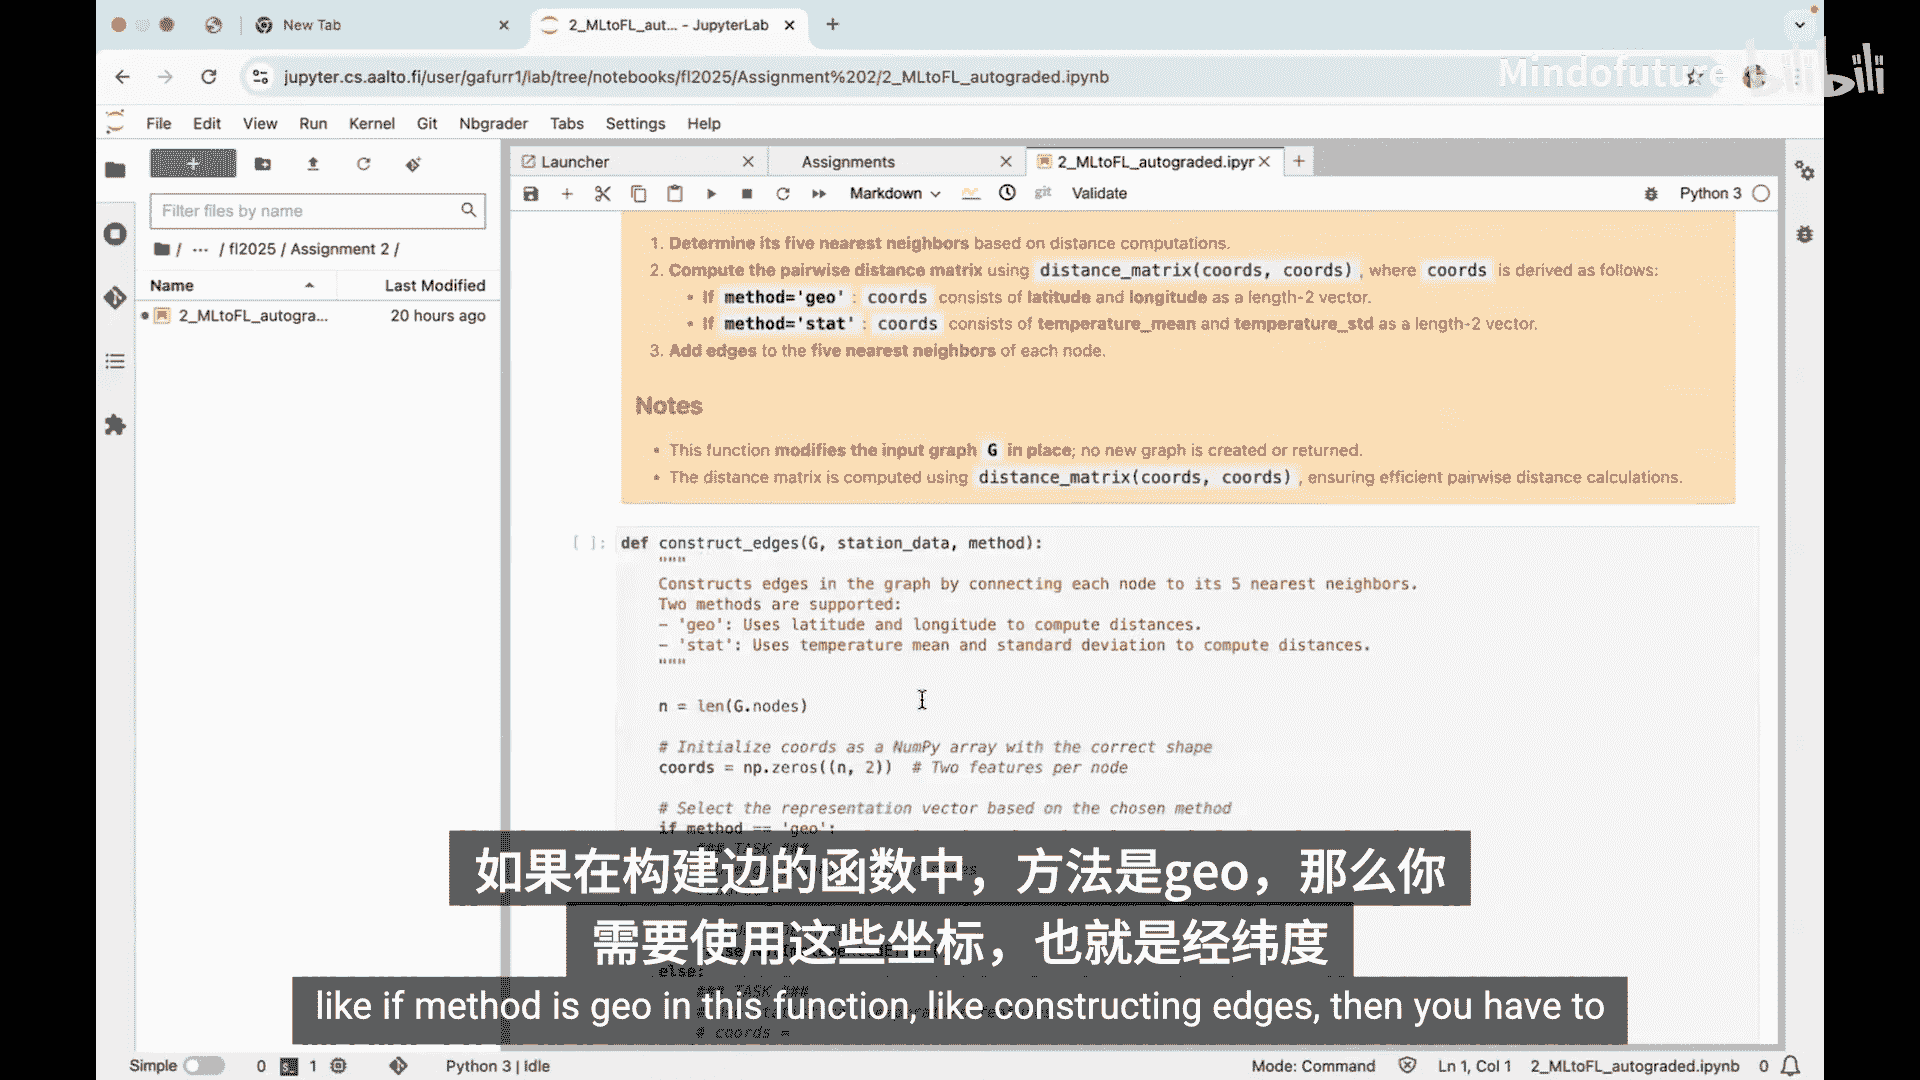 New Tab
2_MLtoFL_aut... - JupyterLab
jupyter.cs.aalto.fi/user/gafurr1/lab/tree/notebooks/fl2025/Assignment%202/2_MLtoFL_autograded.ipynb
Mindofuture
bilibili
File Edit View Run Kernel Git Nbgrader Tabs Settings Help
Launcher
Assignments
2_MLtoFL_autograded.ipyr
Markdown
git
Validate
Python 3
Filter files by name
/ ··· / fl2025 / Assignment 2 /
Name Last Modified
2_MLtoFL_autogra... 20 hours ago
1. Determine its five nearest neighbors based on distance computations.
2. Compute the pairwise distance matrix using distance_matrix(coords, coords) , where coords is derived as follows:
• If method='geo' : coords consists of latitude and longitude as a length-2 vector.
• If method='stat' : coords consists of temperature_mean and temperature_std as a length-2 vector.
3. Add edges to the five nearest neighbors of each node.
Notes
• This function modifies the input graph G in place; no new graph is created or returned.
• The distance matrix is computed using distance_matrix(coords, coords) , ensuring efficient pairwise distance calculations.
[ ]: def construct_edges(G, station_data, method):
"""
Constructs edges in the graph by connecting each node to its 5 nearest neighbors.
Two methods are supported:
- 'geo': Uses latitude and longitude to compute distances.
- 'stat': Uses temperature mean and standard deviation to compute distances.
"""
n = len(G.nodes)
# Initialize coords as a NumPy array with the correct shape
coords = np.zeros((n, 2)) # Two features per node
# Select the representation vector based on the chosen method
if method == 'geo':
如果在构建边的函数中，方法是geo，那么你
需要使用这些坐标，也就是经纬度
else:
like if method is geo in this function, like constructing edges, then you have to
# coords =
Simple 0 1 Python 3 | Idle Mode: Command Ln 1, Col 1 2_MLtoFL_autograded.ipynb 0